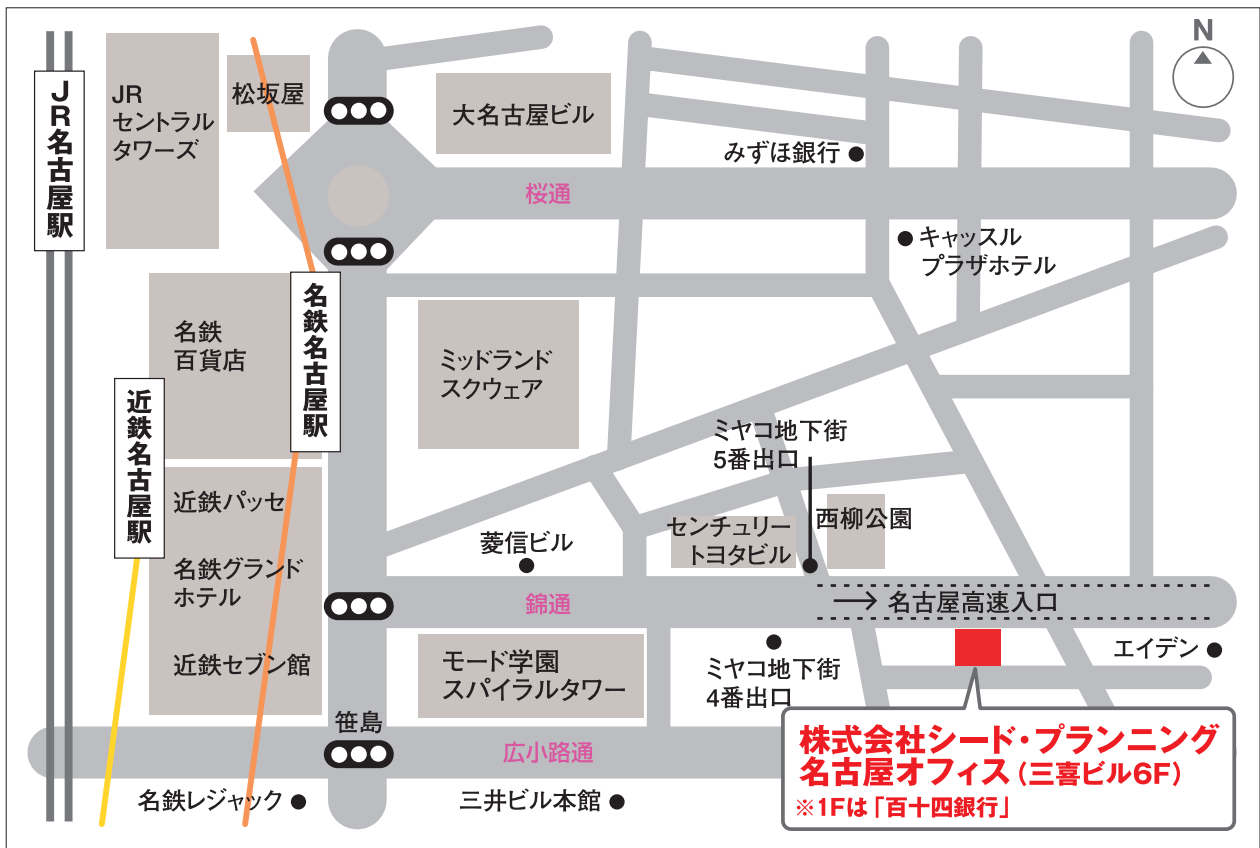 N
JR名古屋駅
JR
セントラル
タワーズ
松坂屋
大名古屋ビル
みずほ銀行
桜通
キャッスル
プラザホテル
名鉄名古屋駅
名鉄
百貨店
ミッドランド
スクウェア
近鉄名古屋駅
ミヤコ地下街
5番出口
近鉄パッセ
センチュリー
トヨタビル
西柳公園
菱信ビル
名鉄グランド
ホテル
錦通
→ 名古屋高速入口
近鉄セブン館
モード学園
スパイラルタワー
ミヤコ地下街
4番出口
エイデン
笹島
広小路通
株式会社シード・プランニング
名古屋オフィス(三喜ビル6F)
※1Fは「百十四銀行」
名鉄レジャック
三井ビル本館